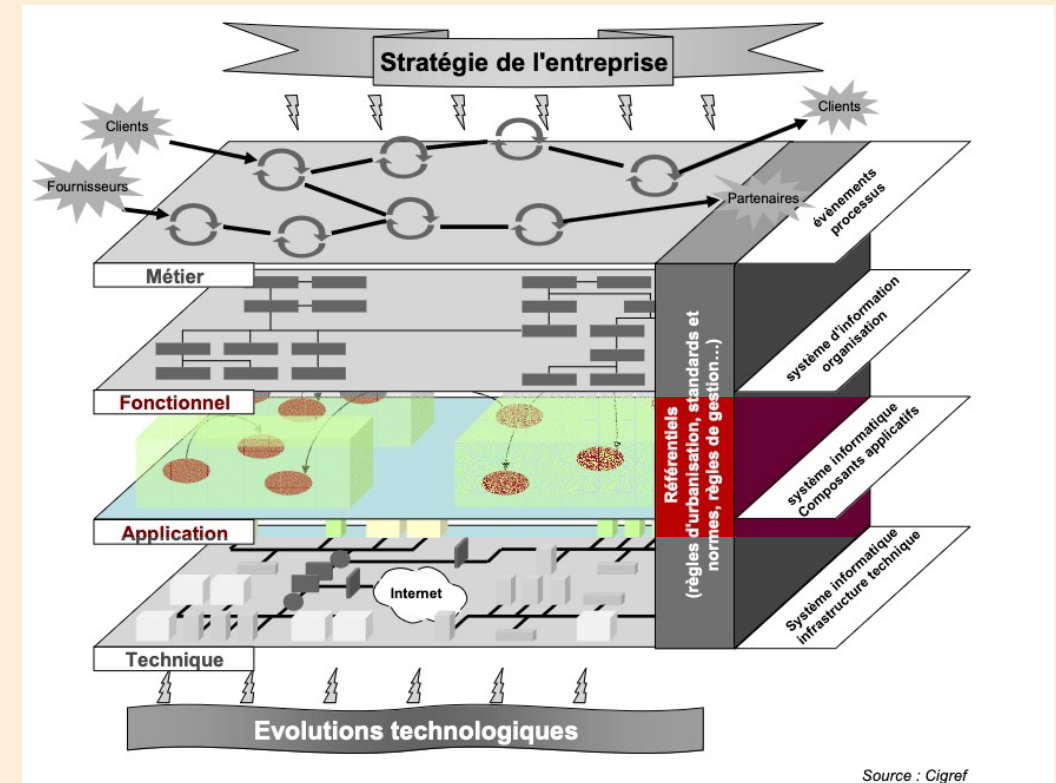 Stratégie de l'entreprise
Clients
Clients
Fournisseurs
Partenaires
évènements
processus
Métier
système d'information
organisation
Fonctionnel
Référentiels
(règles d'urbanisation, standards et
normes, règles de gestion…)
système informatique
Composants applicatifs
Application
Internet
Système informatique
infrastructure technique
Technique
Evolutions technologiques
Source : Cigref